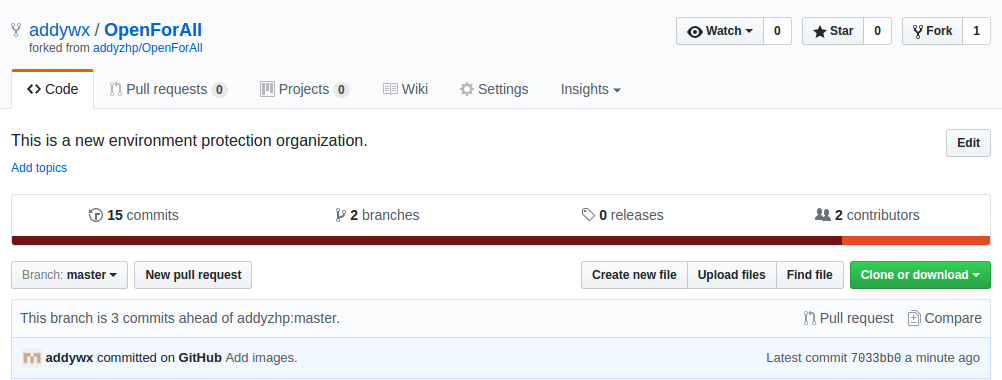 addywx / OpenForAll
forked from addyzhp/OpenForAll
Watch 0 Star 0 Fork 1
Code Pull requests 0 Projects 0 Wiki Settings Insights
This is a new environment protection organization. Edit
Add topics
15 commits 2 branches 0 releases 2 contributors
Branch: master New pull request Create new file Upload files Find file Clone or download
This branch is 3 commits ahead of addyzhp:master. Pull request Compare
addywx committed on GitHub Add images. Latest commit 7033bb0 a minute ago